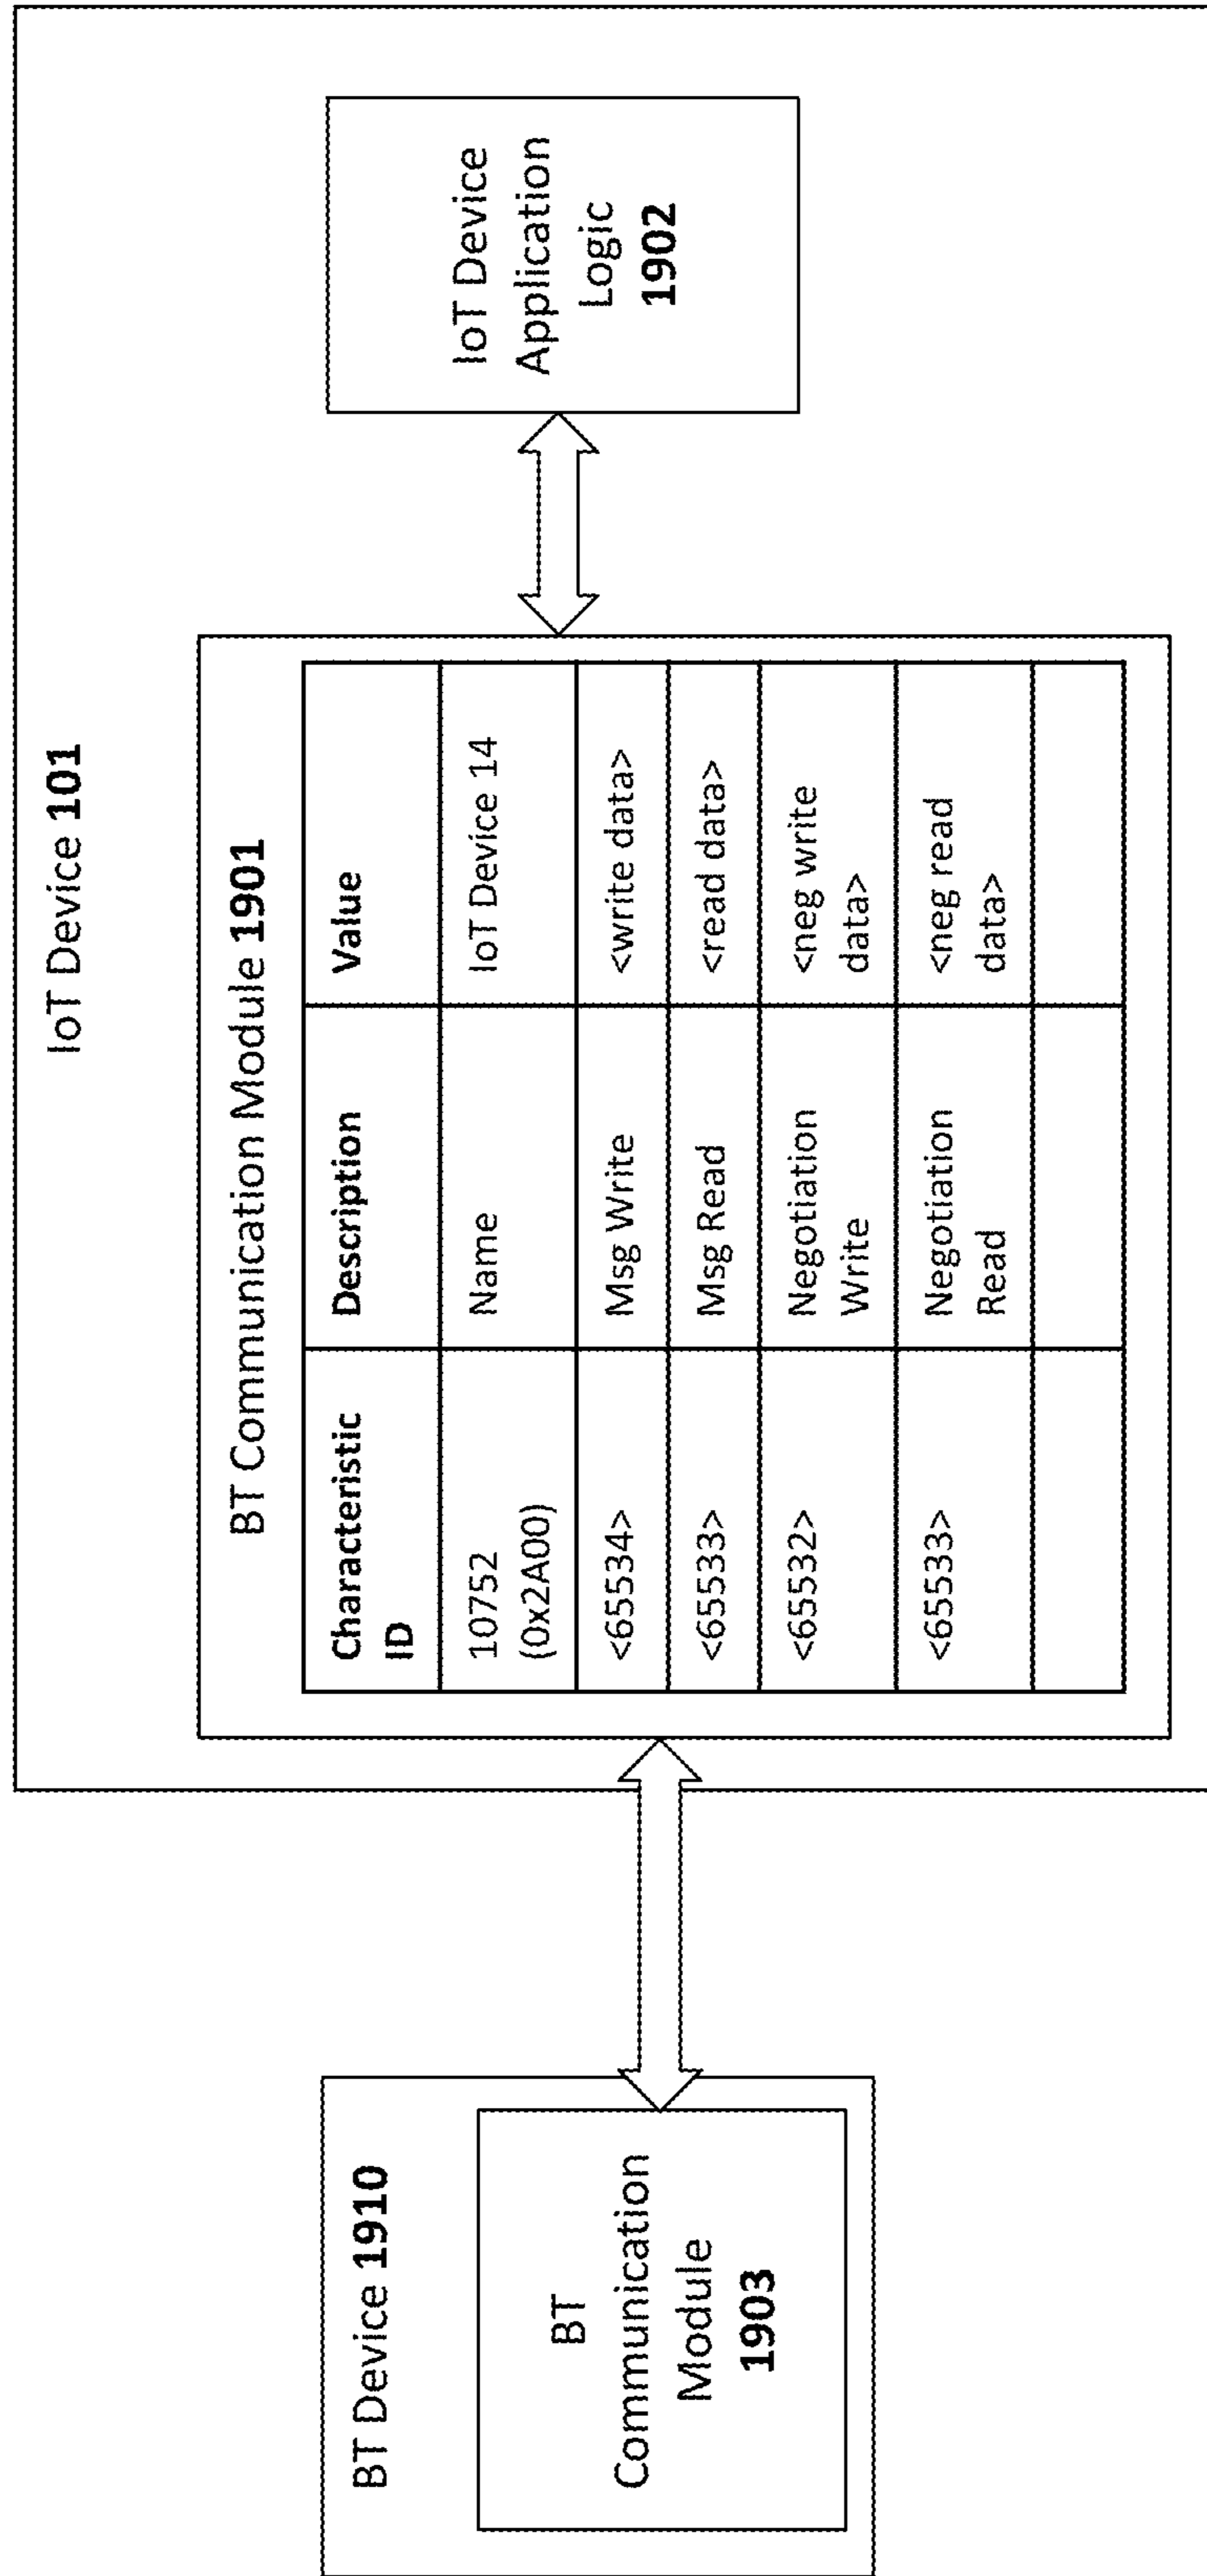 IoT Device 101
BT Communication Module 1901
Characteristic
ID
Description
Value
10752
(0x2A00)
Name
IoT Device 14
<65534>
Msg Write
<write data>
<65533>
Msg Read
<read data>
<65532>
Negotiation
Write
<neg write
data>
<65533>
Negotiation
Read
<neg read
data>
IoT Device
Application
Logic
1902
BT Device 1910
BT
Communication
Module
1903